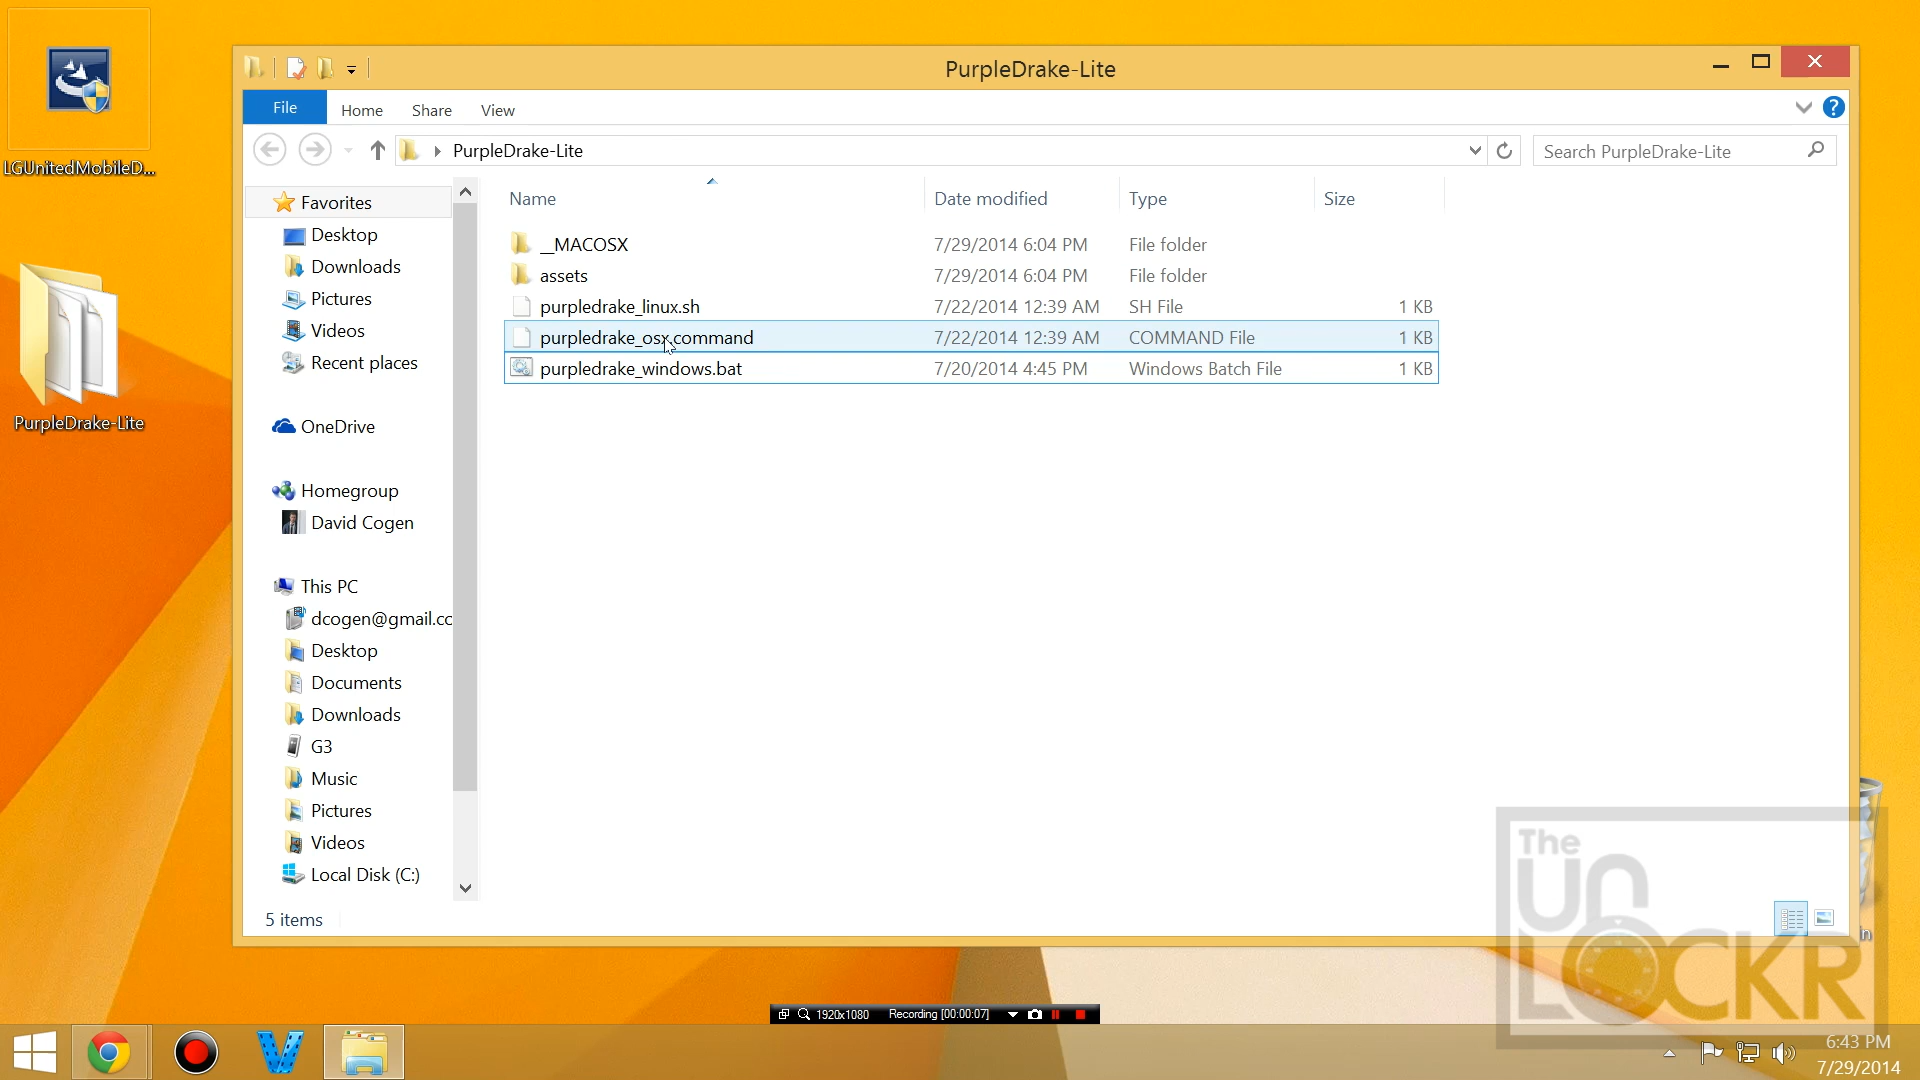 LGUnitedMobileD...
PurpleDrake-Lite
PurpleDrake-Lite
File Home Share View
PurpleDrake-Lite
Search PurpleDrake-Lite
Favorites
Desktop
Downloads
Pictures
Videos
Recent places
OneDrive
Homegroup
David Cogen
This PC
dcogen@gmail.cc
Desktop
Documents
Downloads
G3
Music
Pictures
Videos
Local Disk (C:)
Name Date modified Type Size
__MACOSX 7/29/2014 6:04 PM File folder
assets 7/29/2014 6:04 PM File folder
purpledrake_linux.sh 7/22/2014 12:39 AM SH File 1 KB
purpledrake_osx.command 7/22/2014 12:39 AM COMMAND File 1 KB
purpledrake_windows.bat 7/20/2014 4:45 PM Windows Batch File 1 KB
5 items
The
UN
LOCKR
in
1920x1080 Recording [00:00:07]
6:43 PM
7/29/2014